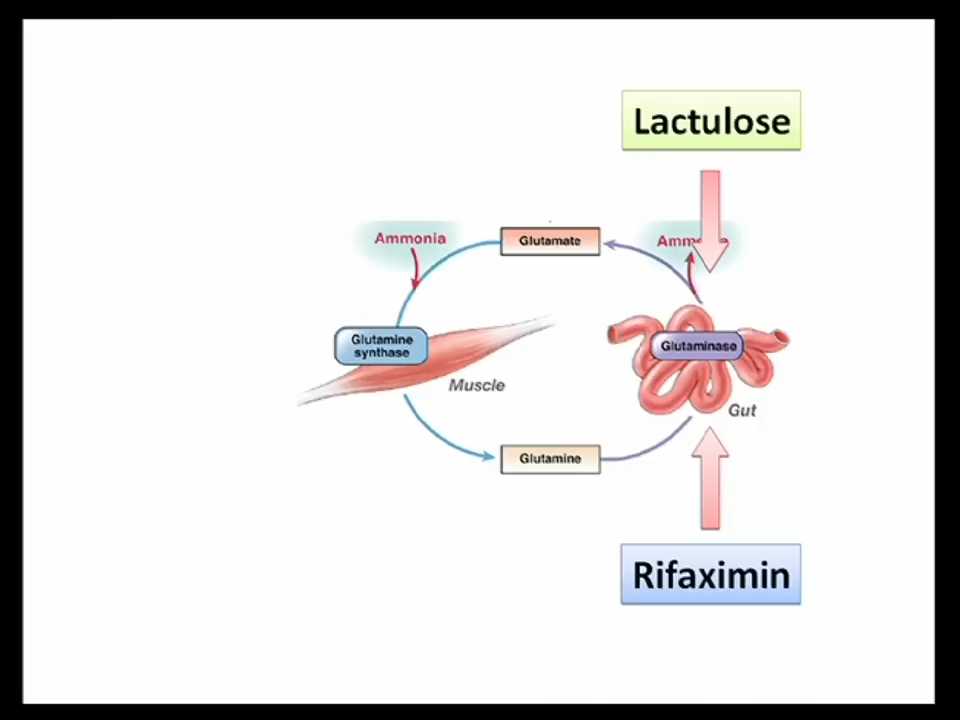 Lactulose
Ammonia
Glutamate
Glutamine
synthase
Glutaminase
Muscle
Gut
Glutamine
Rifaximin